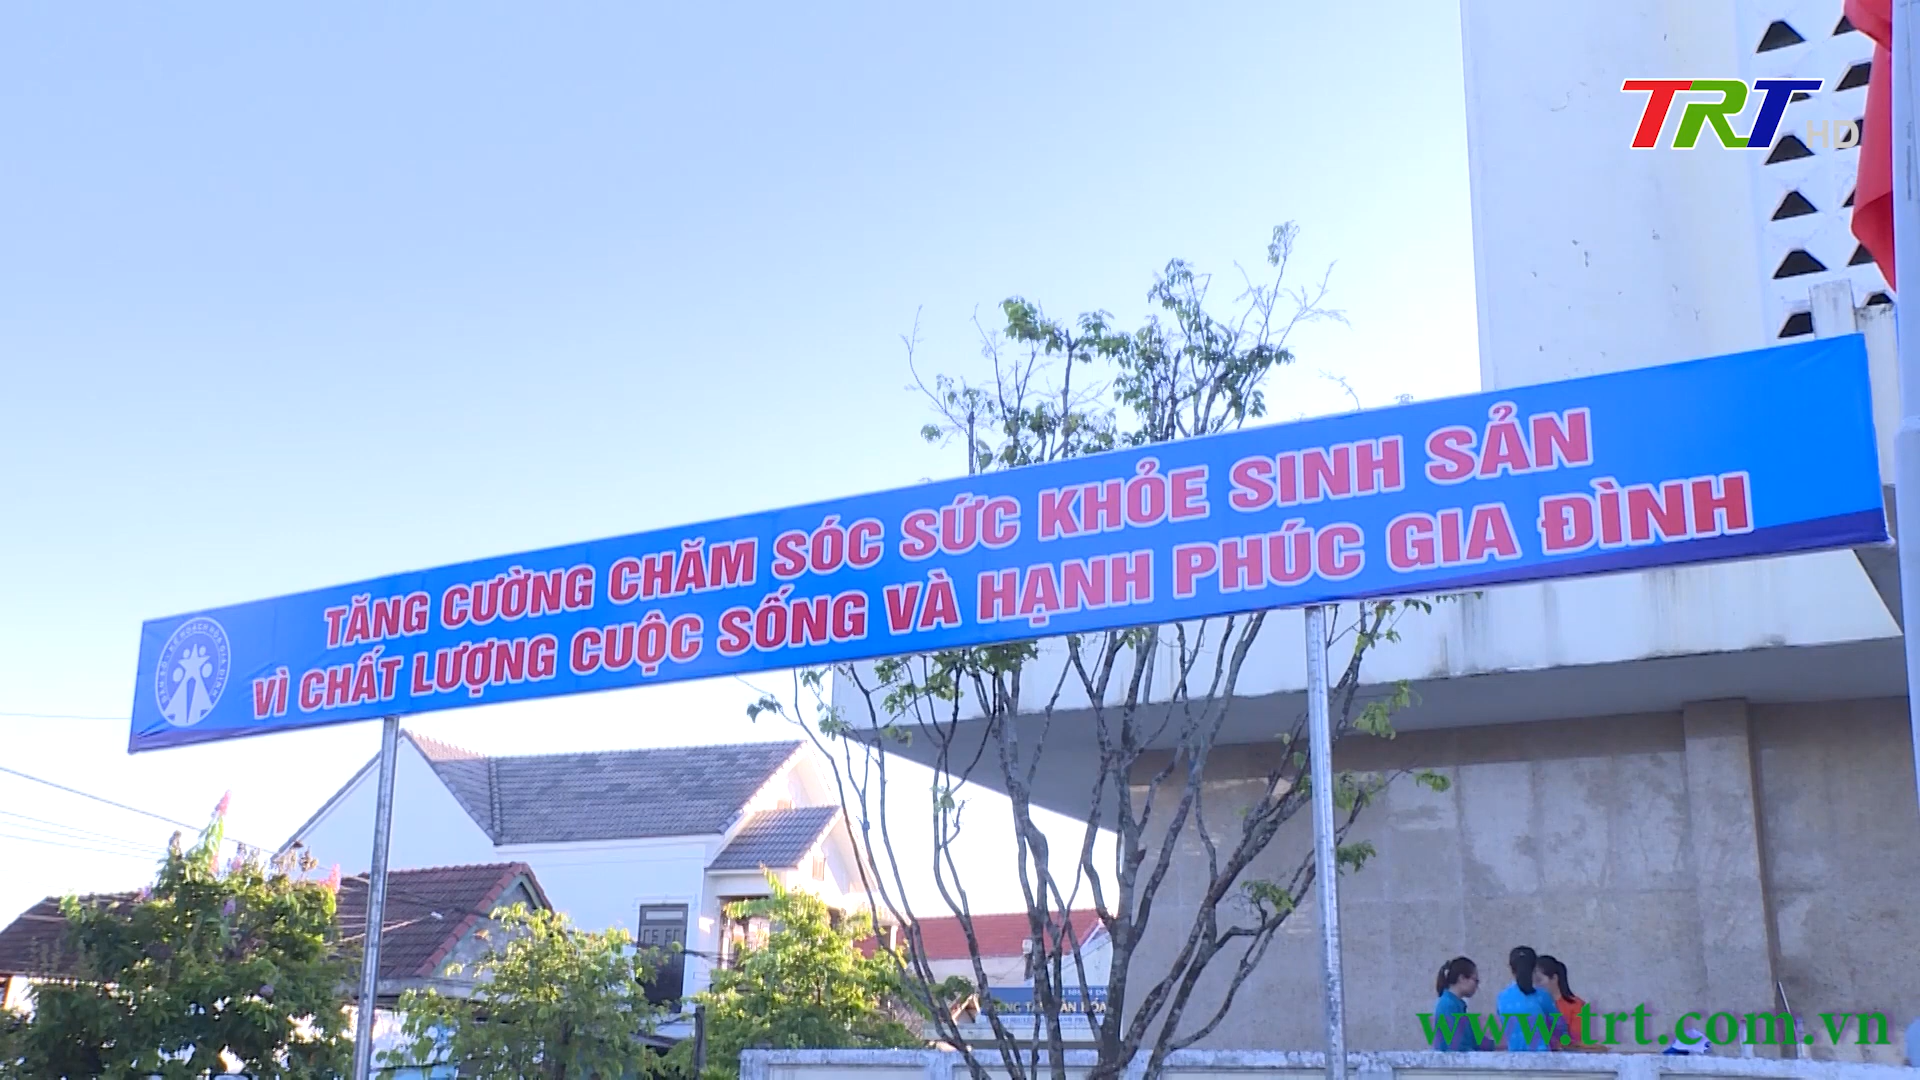 TRT HD
TĂNG CƯỜNG CHĂM SÓC SỨC KHỎE SINH SẢN
VÌ CHẤT LƯỢNG CUỘC SỐNG VÀ HẠNH PHÚC GIA ĐÌNH
www.trt.com.vn